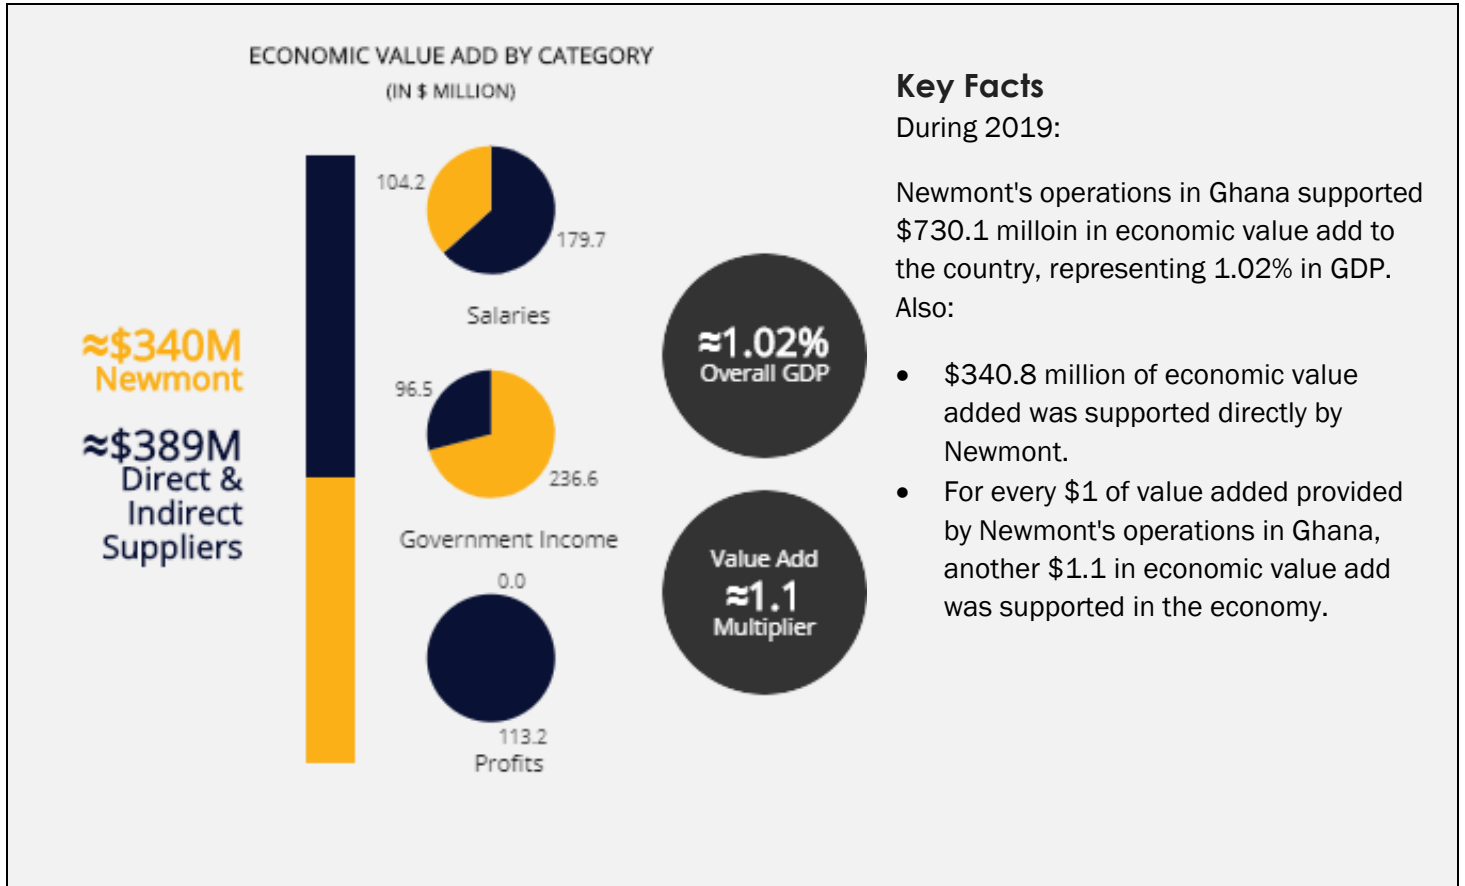 ECONOMIC VALUE ADD BY CATEGORY
(IN $ MILLION)
≈$340M
Newmont
≈$389M
Direct &
Indirect
Suppliers
104.2
179.7
Salaries
96.5
236.6
Government Income
0.0
113.2
Profits
≈1.02%
Overall GDP
Value Add
≈1.1
Multiplier
Key Facts
During 2019:
Newmont's operations in Ghana supported
$730.1 milloin in economic value add to
the country, representing 1.02% in GDP.
Also:
• $340.8 million of economic value
added was supported directly by
Newmont.
• For every $1 of value added provided
by Newmont's operations in Ghana,
another $1.1 in economic value add
was supported in the economy.